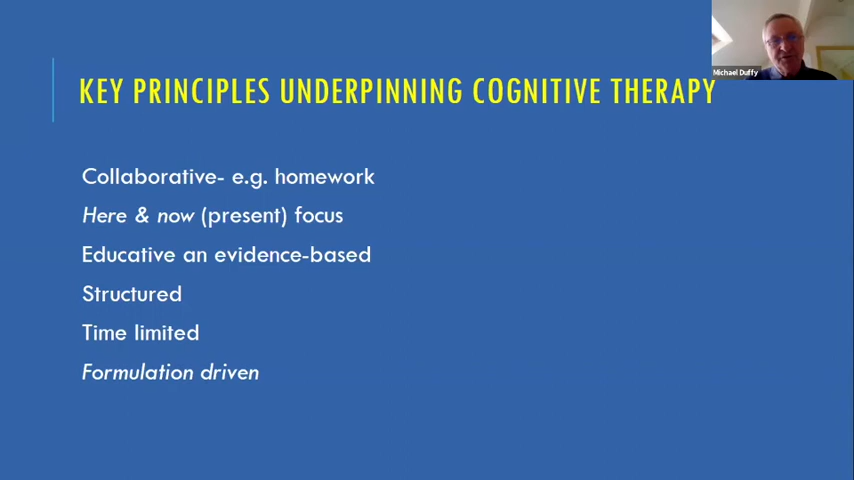 KEY PRINCIPLES UNDERPINNING COGNITIVE THERAPY
Michael Duffy
Collaborative- e.g. homework
Here & now (present) focus
Educative an evidence-based
Structured
Time limited
Formulation driven